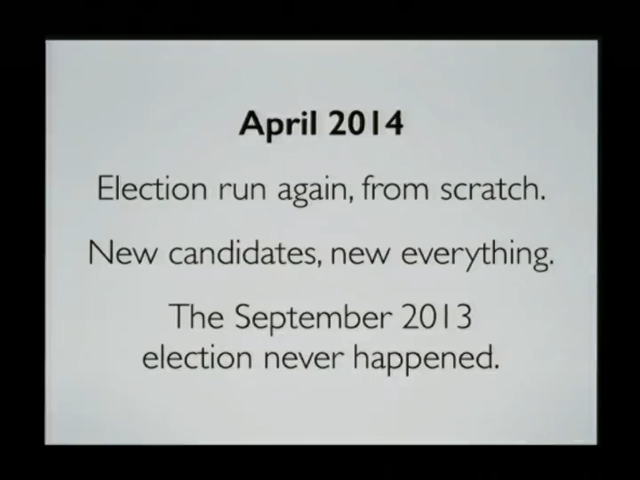 April 2014
Election run again, from scratch.
New candidates, new everything.
The September 2013
election never happened.